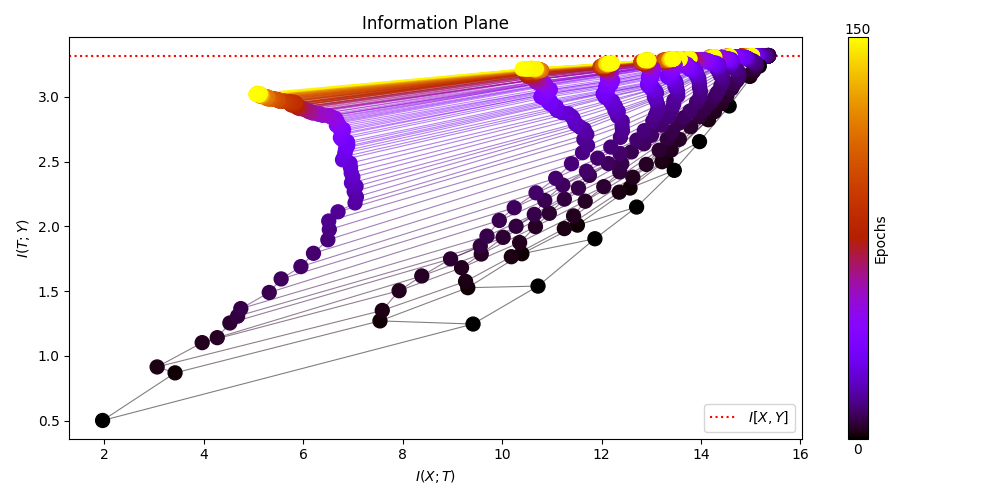 Information Plane
150
3.0
2.5
2.0
1.5
1.0
0.5
I(T; Y)
2 4 6 8 10 12 14 16
I(X; T)
I[X, Y]
Epochs
0